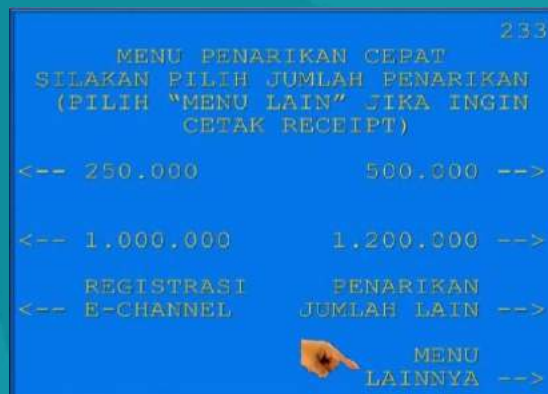 233
MENU PENARIKAN CEPAT
SILAKAN PILIH JUMLAH PENARIKAN
(PILIH "MENU LAIN" JIKA INGIN
CETAK RECEIPT)
<-- 250.000 500.000 -->
<-- 1.000.000 1.200.000 -->
REGISTRASI PENARIKAN
<-- E-CHANNEL JUMLAH LAIN -->
MENU
LAINNYA -->